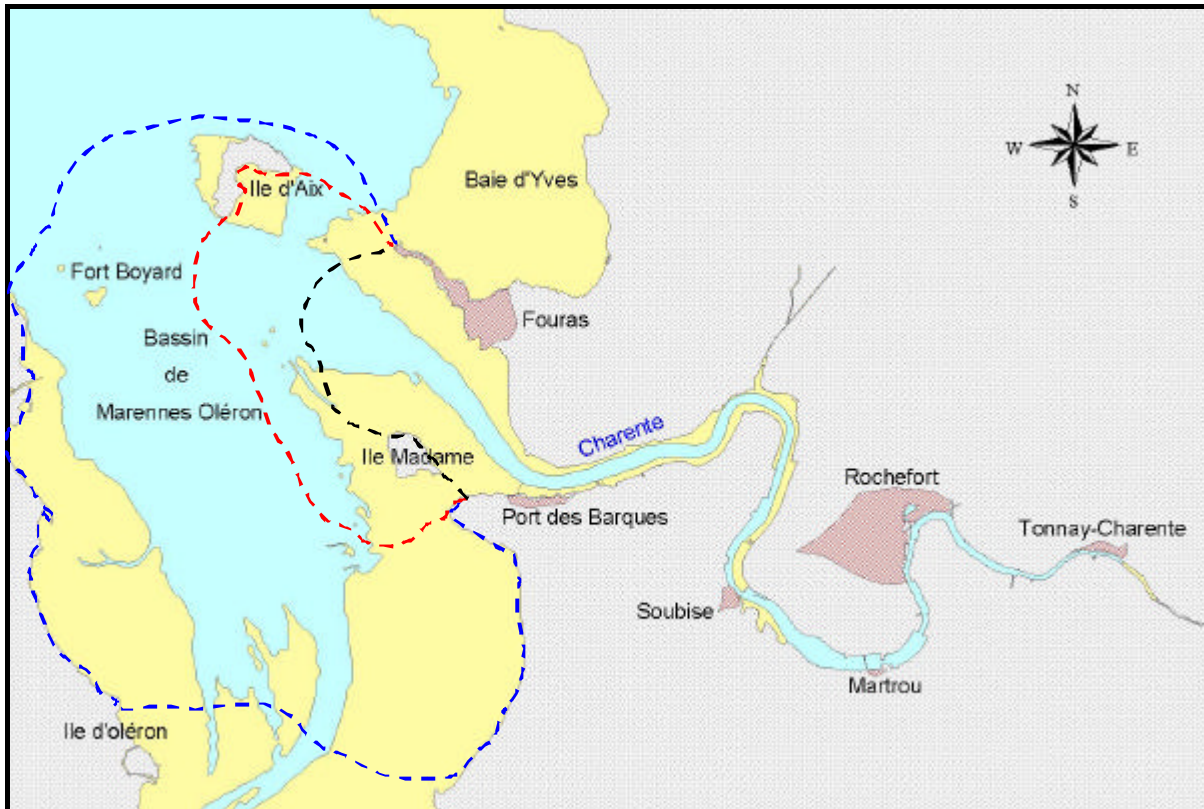 N
W E
S
Baie d'Yves
Ile d'Aix
Fort Boyard
Fouras
Bassin
de
Marennes Oléron
Charente
Ile Madame
Rochefort
Port des Barques
Tonnay-Charente
Soubise
Martrou
Ile d'oléron